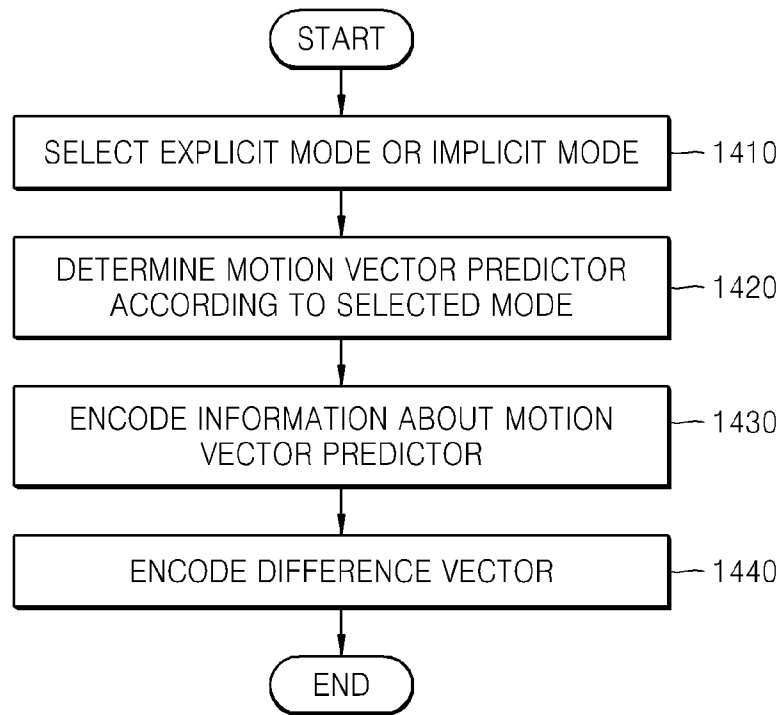 START
SELECT EXPLICIT MODE OR IMPLICIT MODE
1410
DETERMINE MOTION VECTOR PREDICTOR
ACCORDING TO SELECTED MODE
1420
ENCODE INFORMATION ABOUT MOTION
VECTOR PREDICTOR
1430
ENCODE DIFFERENCE VECTOR
1440
END